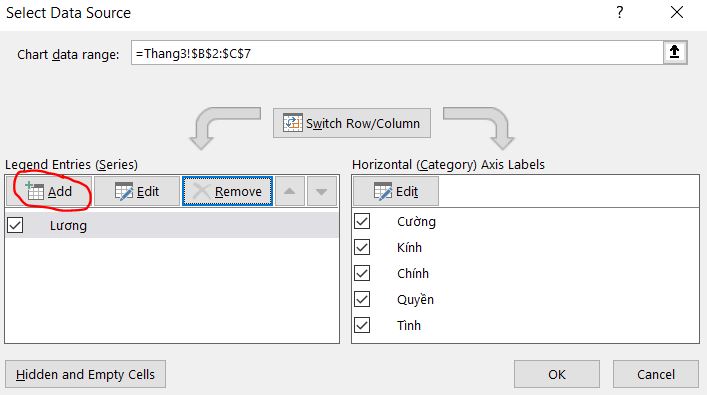 Select Data Source
Chart data range: =Thang3!$B$2:$C$7
Switch Row/Column
Legend Entries (Series)
Add Edit Remove
Lương
Horizontal (Category) Axis Labels
Edit
Cường
Kính
Chính
Quyền
Tình
Hidden and Empty Cells OK Cancel